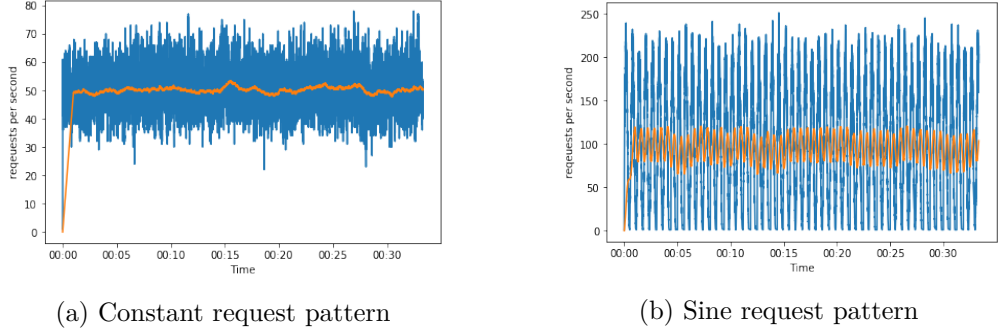 80
70
60
50
40
30
20
10
0
reqeuests per second
00:00 00:05 00:10 00:15 00:20 00:25 00:30
Time
(a) Constant request pattern
250
200
150
100
50
0
reqeuests per second
00:00 00:05 00:10 00:15 00:20 00:25 00:30
Time
(b) Sine request pattern